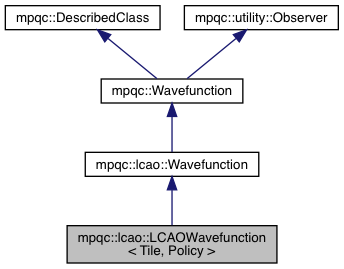 mpqc::DescribedClass
mpqc::utility::Observer
mpqc::Wavefunction
mpqc::lcao::Wavefunction
mpqc::lcao::LCAOWavefunction
< Tile, Policy >